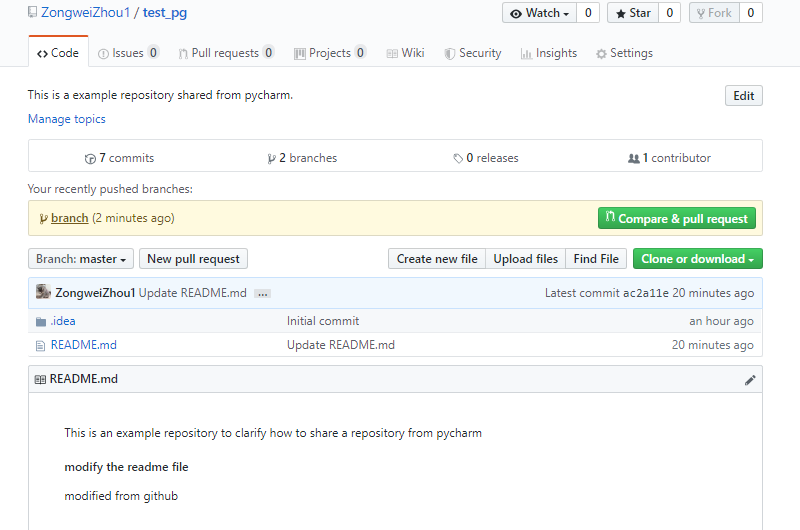 ZongweiZhou1 / test_pg Watch 0 Star 0 Fork 0
Code Issues 0 Pull requests 0 Projects 0 Wiki Security Insights Settings
This is a example repository shared from pycharm. Edit
Manage topics
7 commits 2 branches 0 releases 1 contributor
Your recently pushed branches:
branch (2 minutes ago) Compare & pull request
Branch: master New pull request Create new file Upload files Find File Clone or download
ZongweiZhou1 Update README.md ... Latest commit ac2a11e 20 minutes ago
.idea Initial commit an hour ago
README.md Update README.md 20 minutes ago
README.md
This is an example repository to clarify how to share a repository from pycharm
modify the readme file
modified from github